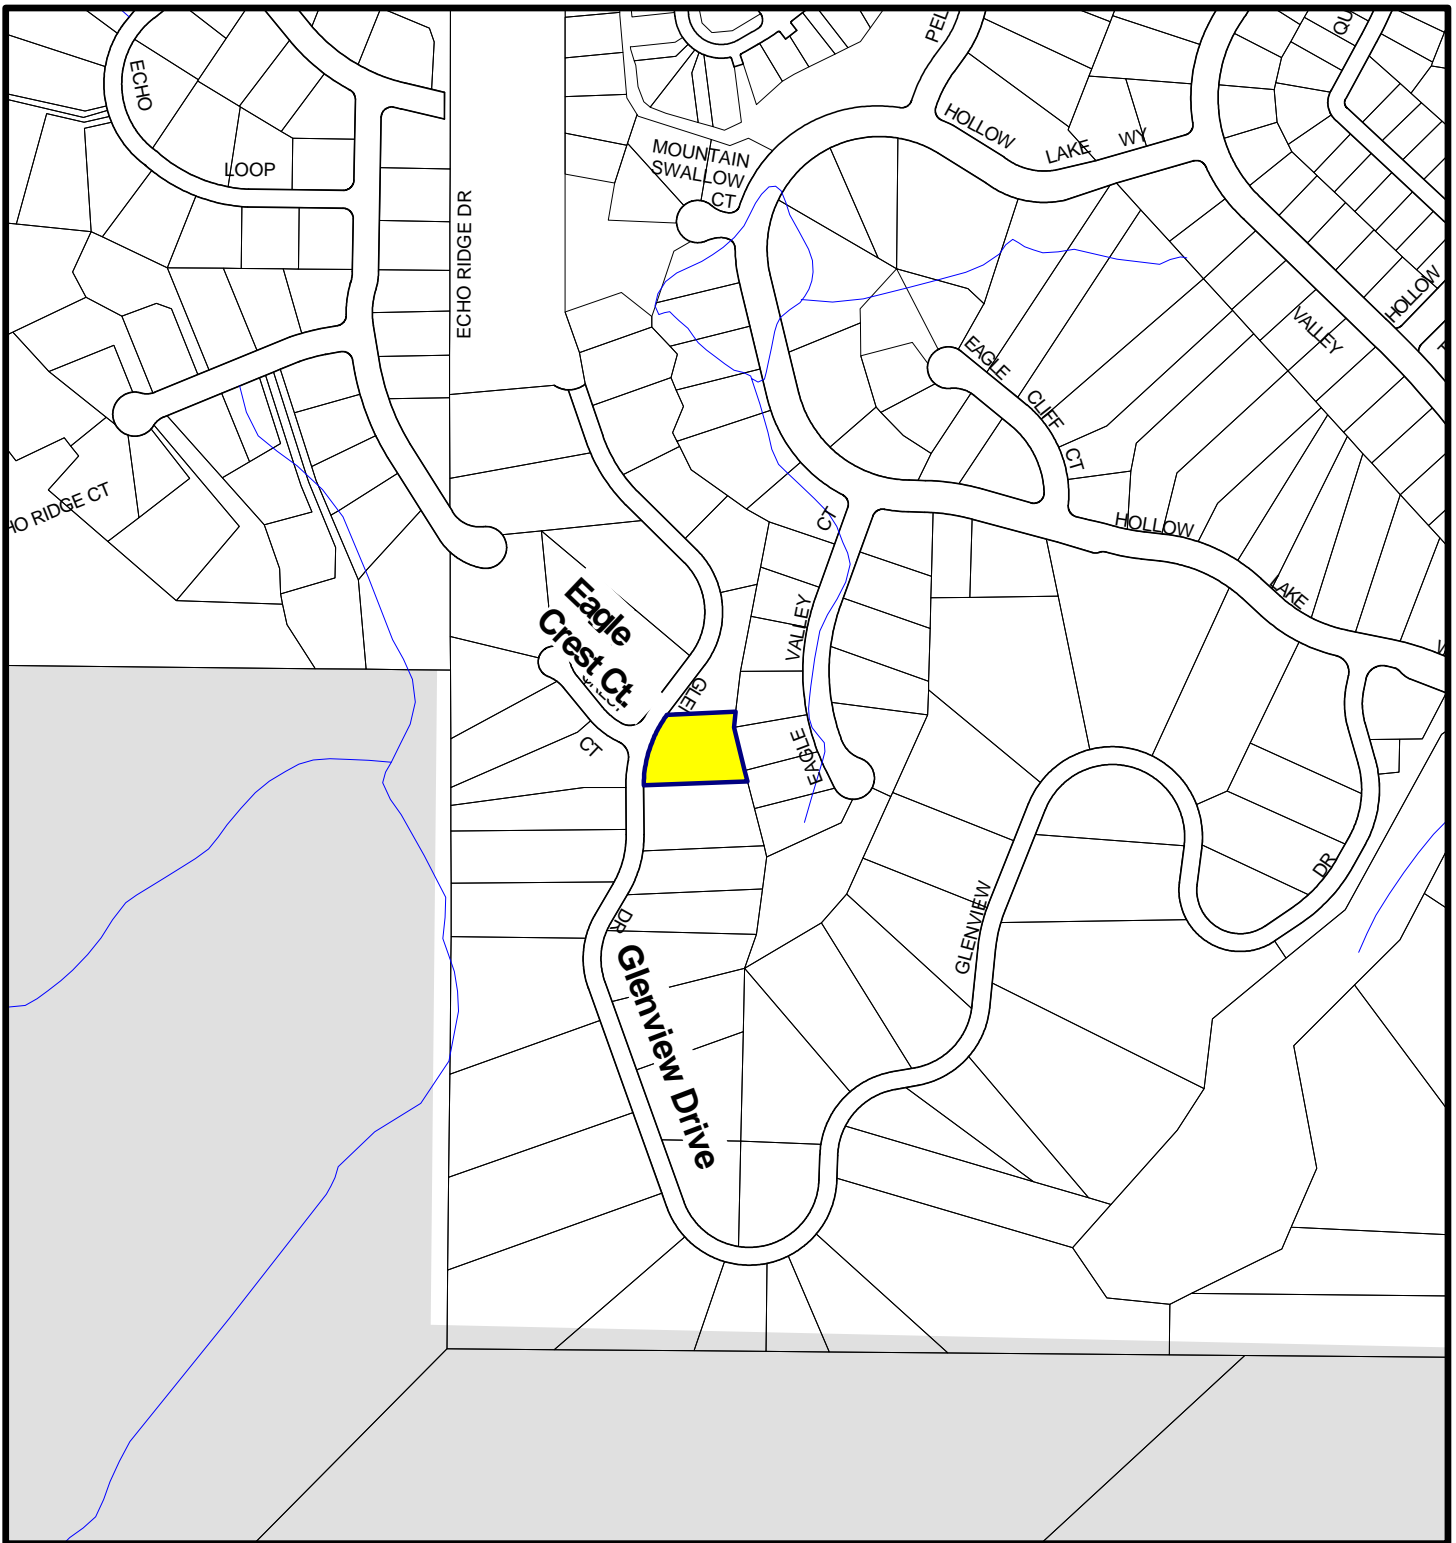 PEL
QU
ECHO
HOLLOW
WY
LAKE
MOUNTAIN
SWALLOW
CT
LOOP
ECHO RIDGE DR
HOLLOW
VALLEY
EAGLE
CLIFF
CT
HO RIDGE CT
CT
HOLLOW
LAKE
Eagle
Crest Ct.
VALLEY
GLE
CT
EAGLE
DR
GLENVIEW
DR
Glenview Drive